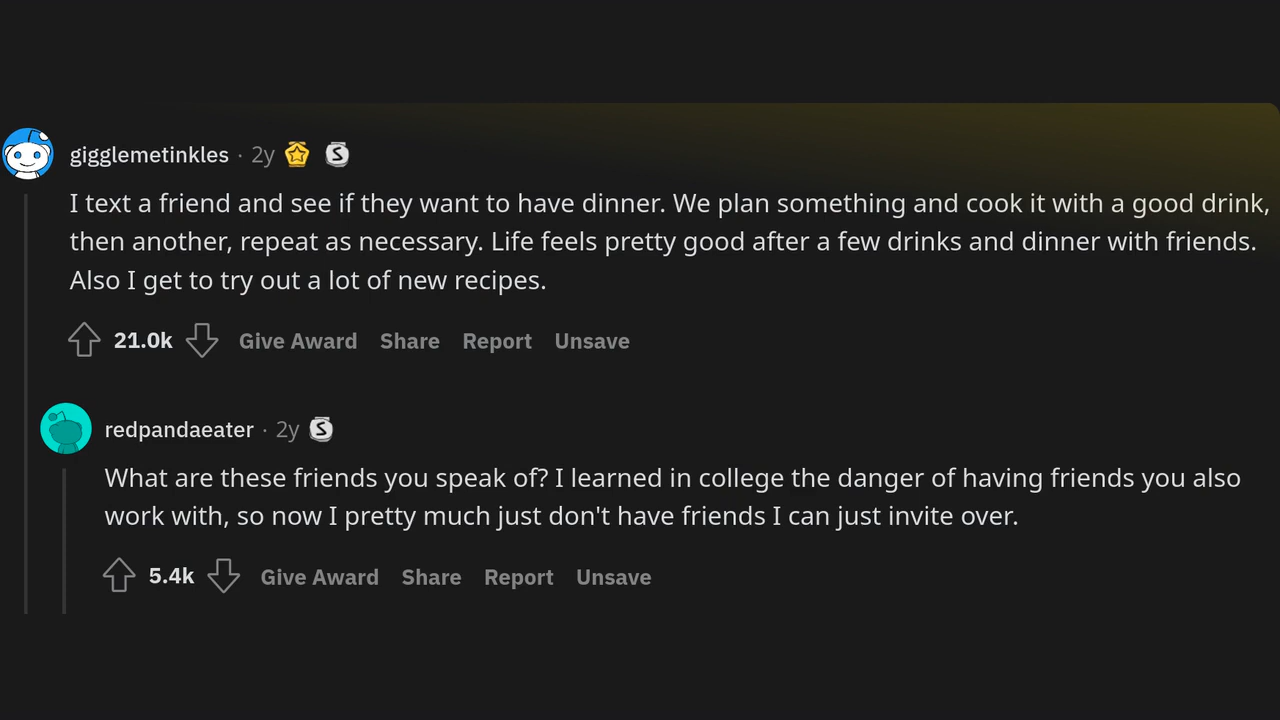 gigglemetinkles · 2y
I text a friend and see if they want to have dinner. We plan something and cook it with a good drink,
then another, repeat as necessary. Life feels pretty good after a few drinks and dinner with friends.
Also I get to try out a lot of new recipes.
21.0k Give Award Share Report Unsave
redpandaeater · 2y
What are these friends you speak of? I learned in college the danger of having friends you also
work with, so now I pretty much just don't have friends I can just invite over.
5.4k Give Award Share Report Unsave